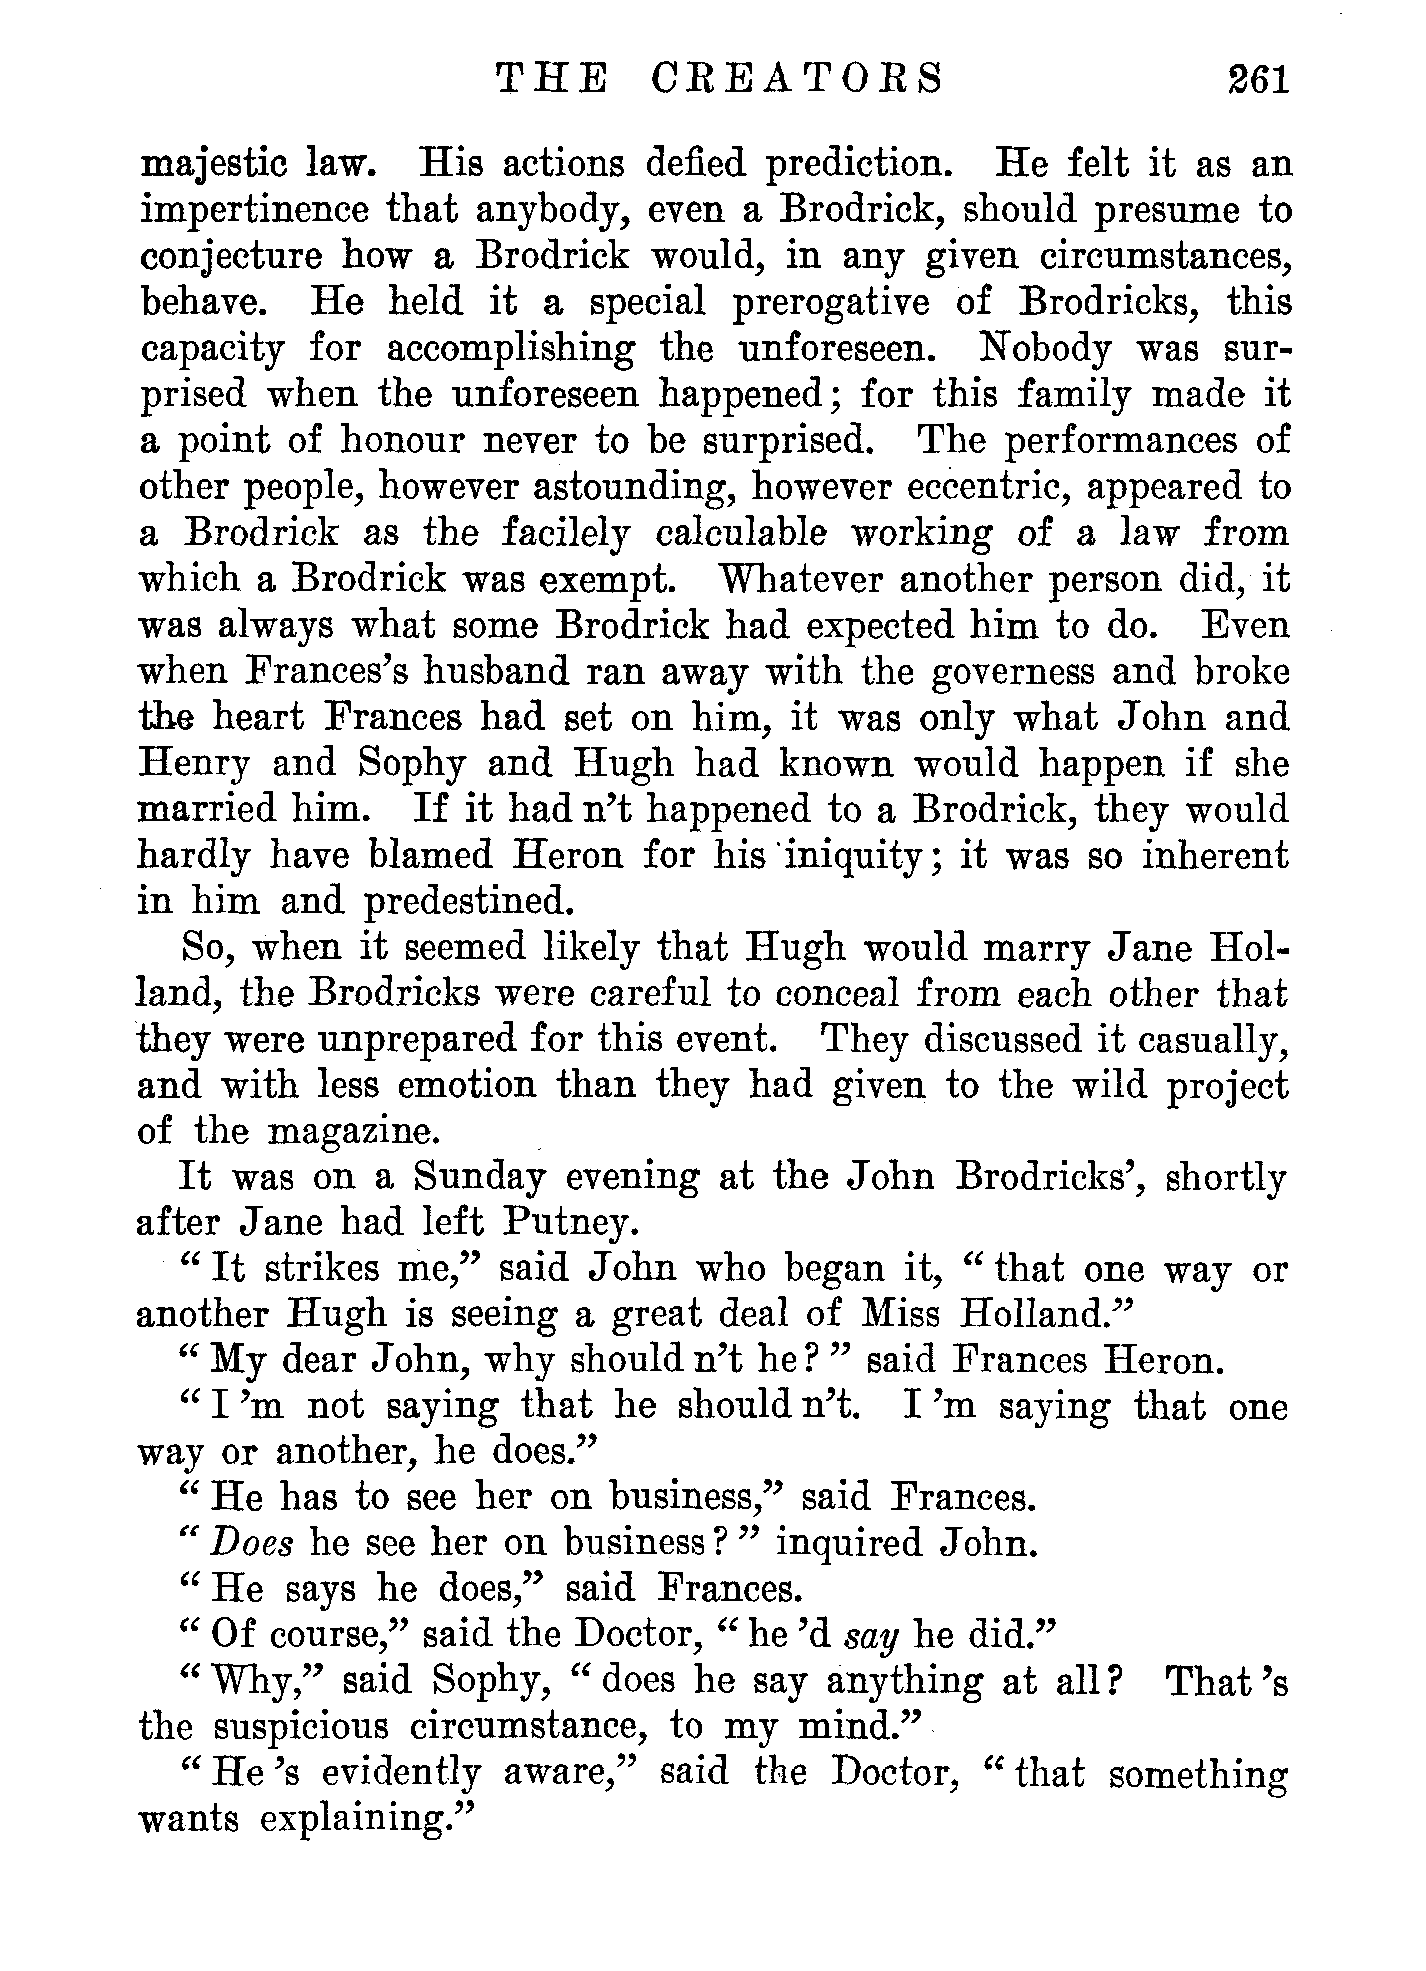 THE CREATORS 261
majestic law. His actions defied prediction. He felt it as an
impertinence that anybody, even a Brodrick, should presume to
conjecture how a Brodrick would, in any given circumstances,
behave. He held it a special prerogative of Brodricks, this
capacity for accomplishing the unforeseen. Nobody was sur-
prised when the unforeseen happened; for this family made it
a point of honour never to be surprised. The performances of
other people, however astounding, however eccentric, appeared to
a Brodrick as the facilely calculable working of a law from
which a Brodrick was exempt. Whatever another person did, it
was always what some Brodrick had expected him to do. Even
when Frances's husband ran away with the governess and broke
the heart Frances had set on him, it was only what John and
Henry and Sophy and Hugh had known would happen if she
married him. If it had n't happened to a Brodrick, they would
hardly have blamed Heron for his iniquity; it was so inherent
in him and predestined.
So, when it seemed likely that Hugh would marry Jane Hol-
land, the Brodricks were careful to conceal from each other that
they were unprepared for this event. They discussed it casually,
and with less emotion than they had given to the wild project
of the magazine.
It was on a Sunday evening at the John Brodricks', shortly
after Jane had left Putney.
“ It strikes me,” said John who began it, “ that one way or
another Hugh is seeing a great deal of Miss Holland.”
“ My dear John, why should n't he? ” said Frances Heron.
“ I 'm not saying that he should n't. I 'm saying that one
way or another, he does.”
“ He has to see her on business,” said Frances.
“ Does he see her on business? ” inquired John.
“ He says he does,” said Frances.
“ Of course,” said the Doctor, “ he 'd say he did.”
“ Why,” said Sophy, “ does he say anything at all? That 's
the suspicious circumstance, to my mind.”
“ He 's evidently aware,” said the Doctor, “ that something
wants explaining.”